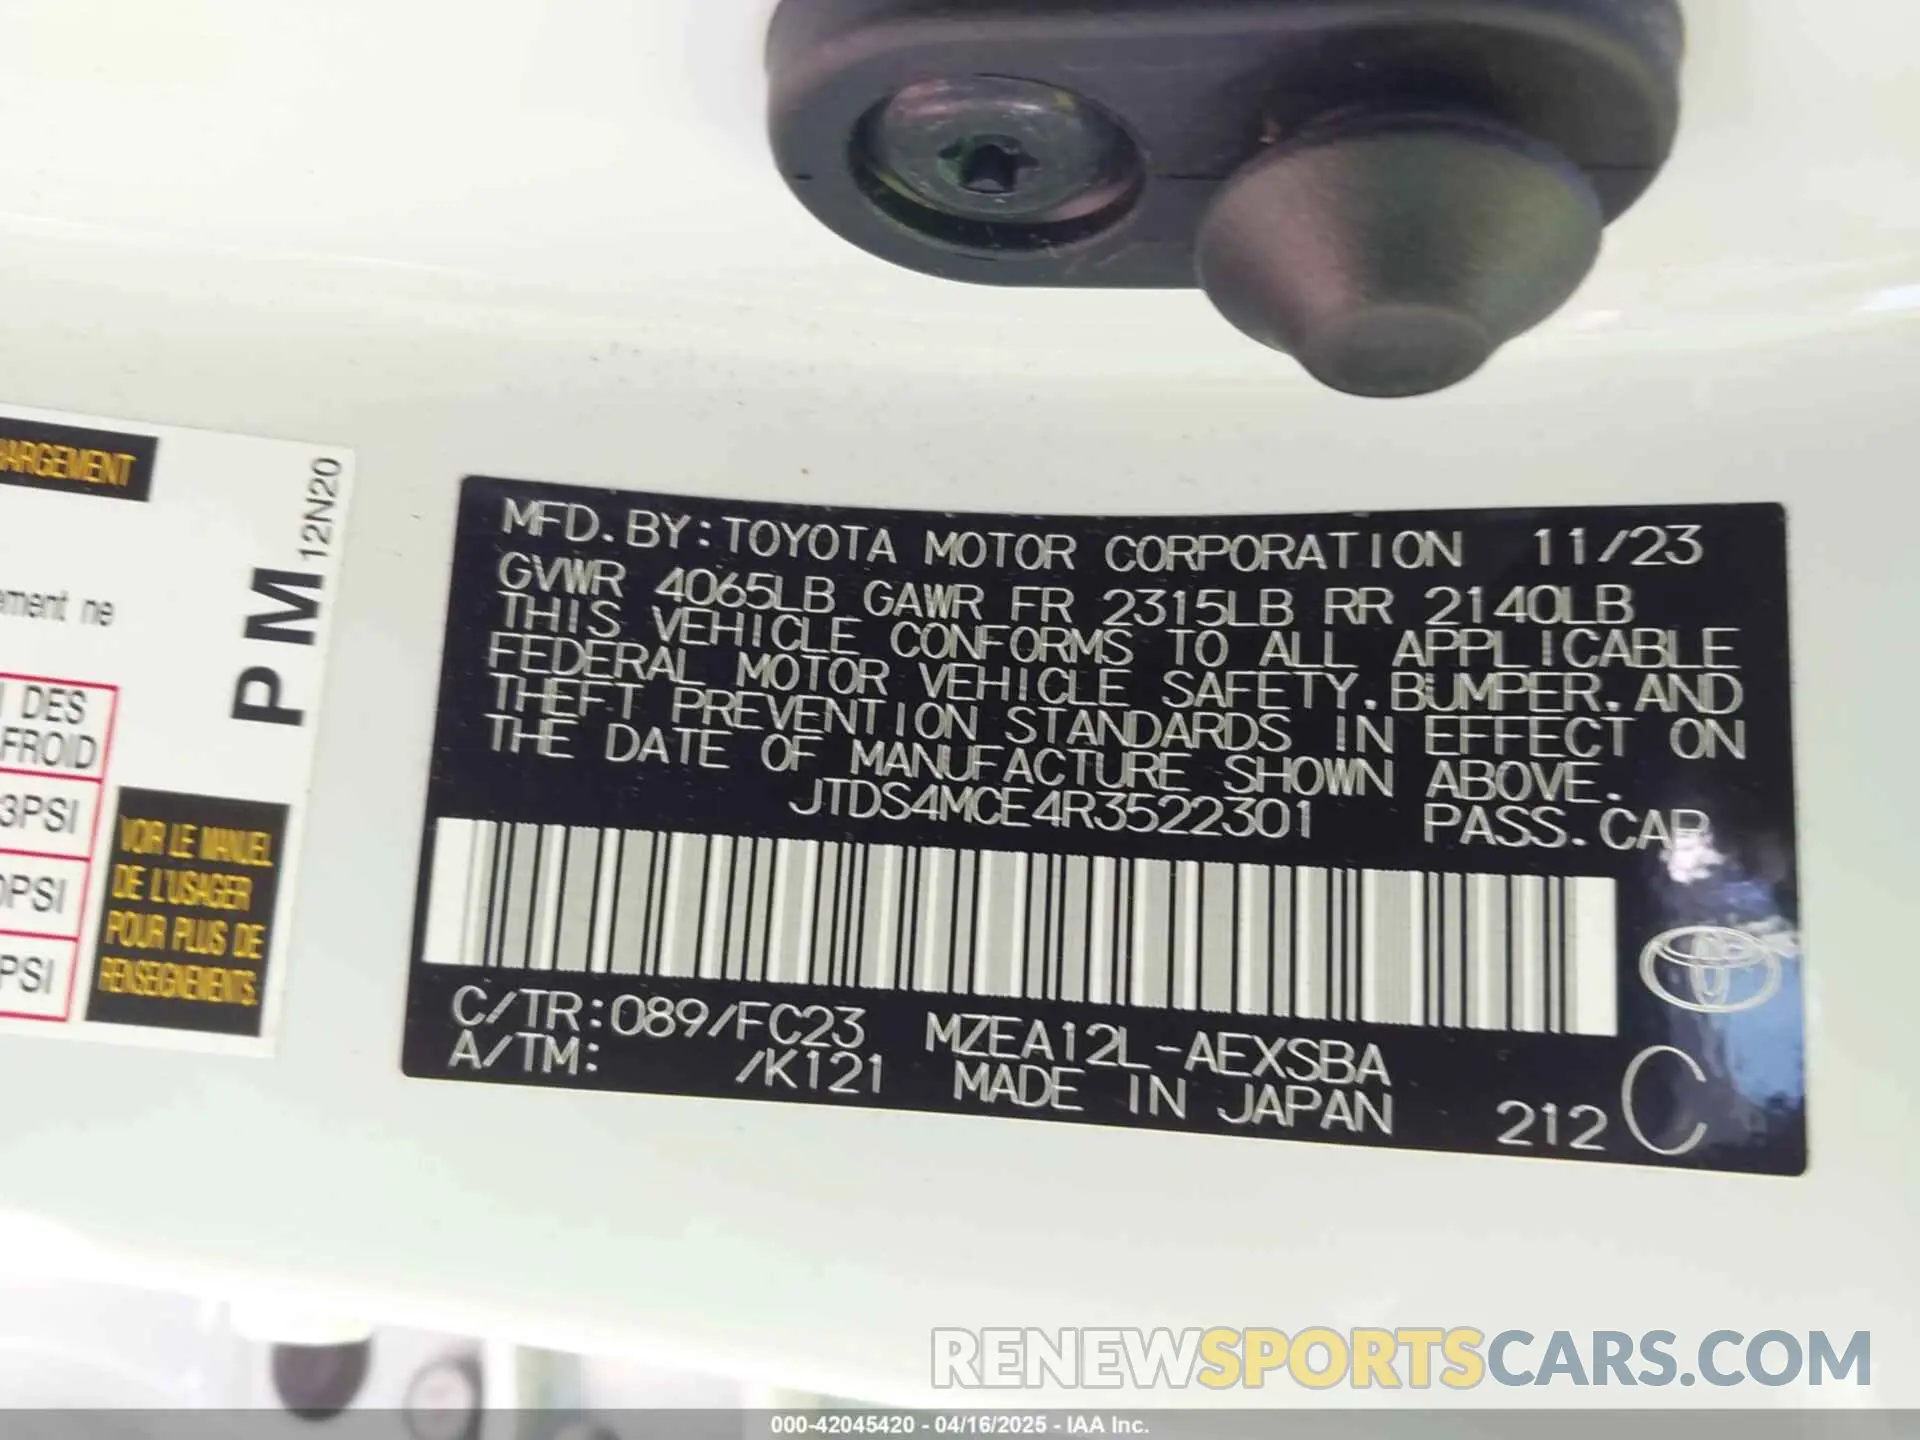 MFD. BY: TOYOTA MOTOR CORPORATION 11/23
GVWR 4065LB GAWR FR 2315LB RR 2140LB
THIS VEHICLE CONFORMS TO ALL APPLICABLE
FEDERAL MOTOR VEHICLE SAFETY. BUMPER. AND
THEFT PREVENTION STANDARDS IN EFFECT ON
THE DATE OF MANUFACTURE SHOWN ABOVE.
JTDS4MCE4R3522301 PASS. CAR
C/TR: 089/FC23 MZEA12L-AEXSBA
A/TM: /K121 MADE IN JAPAN 212 C
PM 12N20
ne
DES
FROID
3PSI
PSI
PSI
VOIR LE MANUEL
DE L'USAGER
POUR PLUS DE
RENSEIGNEMENTS.
RENEWSPORTSCARS.COM
000-42045420 - 04/16/2025 - IAA Inc.